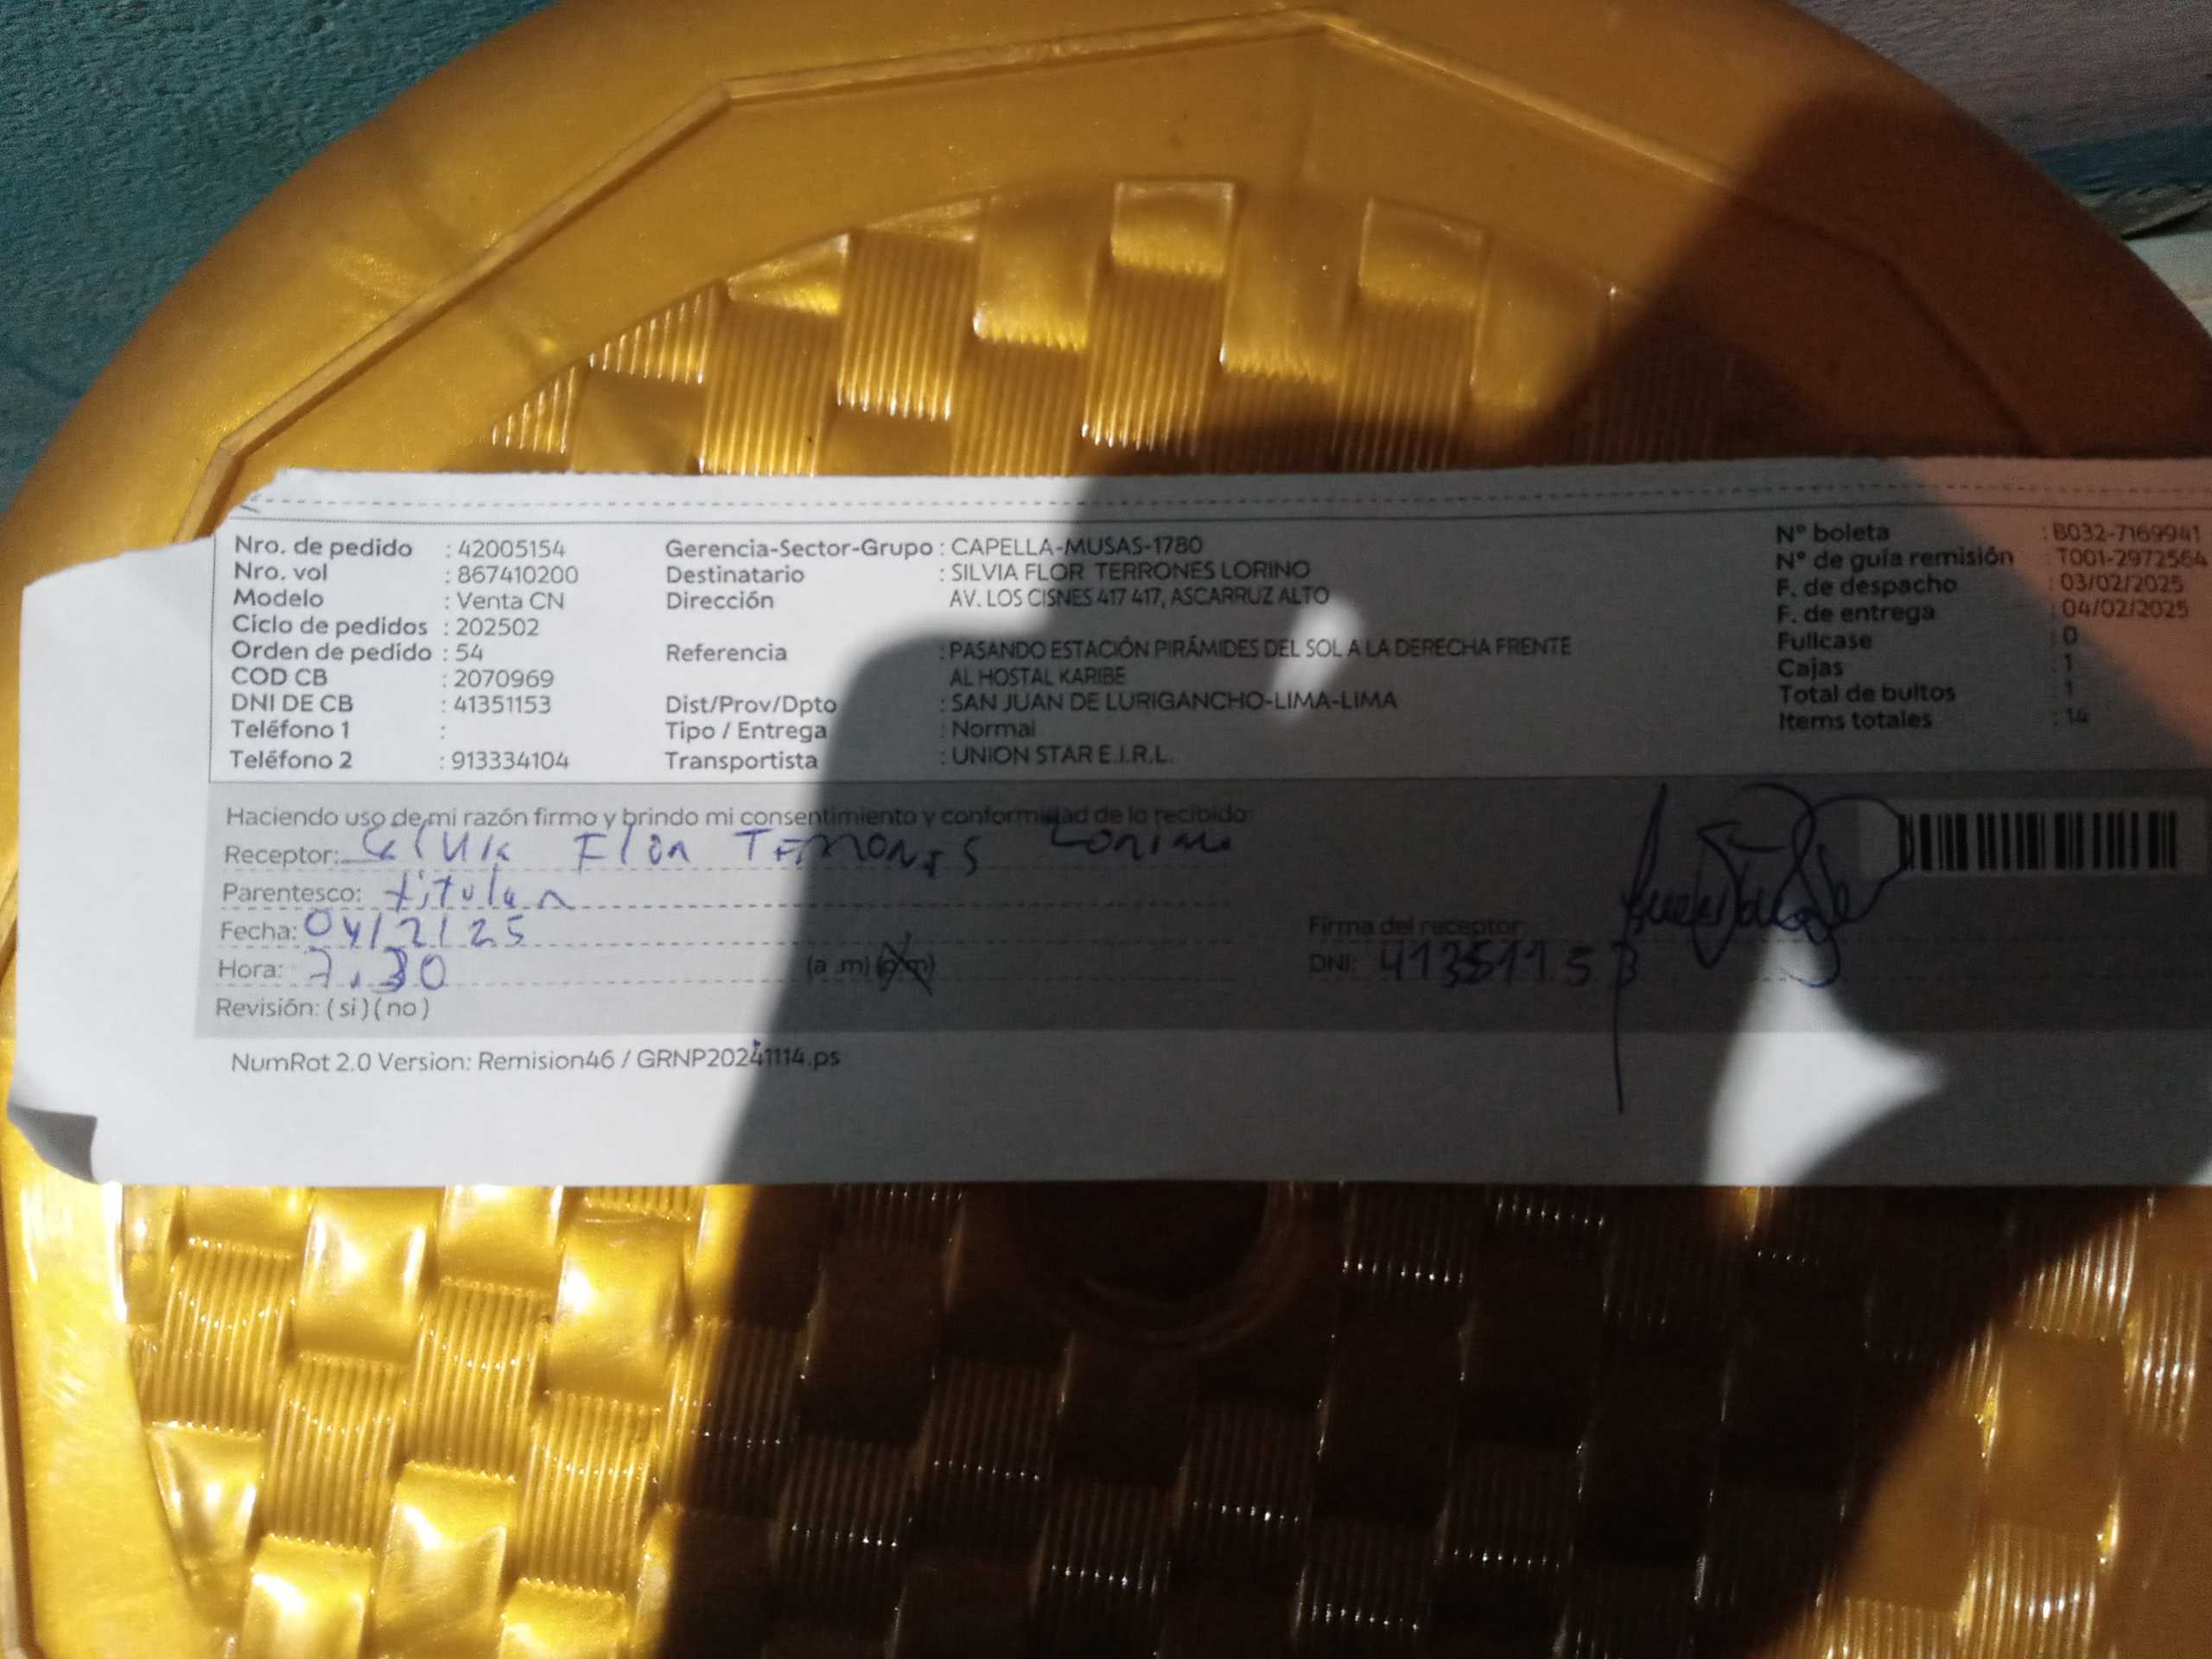 Nro. de pedido : 42005154
Nro. vol : 867410200
Modelo : Venta CN
Ciclo de pedidos : 202502
Orden de pedido : 54
COD CB : 2070969
DNI DE CB : 41351153
Teléfono 1 :
Teléfono 2 : 913334104
Gerencia-Sector-Grupo : CAPELLA-MUSAS-1780
Destinatario : SILVIA FLOR TERRONES LORINO
Dirección AV. LOS CISNES 417 417, ASCARRUZ ALTO
Referencia : PASANDO ESTACIÓN PIRÁMIDES DEL SOL A LA DERECHA FRENTE
AL HOSTAL KARIBE
Dist/Prov/Dpto : SAN JUAN DE LURIGANCHO-LIMA-LIMA
Tipo / Entrega : Normal
Transportista : UNION STAR E.I.R.L.
N° boleta : B032-7169941
N° de guía remisión T001-2972564
F. de despacho : 03/02/2025
F. de entrega : 04/02/2025
Fullcase : 0
Cajas : 1
Total de bultos : 1
Items totales : 14
Haciendo uso de mi razón firmo y brindo mi consentimiento y conformidad de lo recibido:
Receptor: Flor Terrones Lorino
Parentesco: titular
Fecha: 04/2/25
Hora: 7.30 (a .m) (p.m)
Revisión: ( si ) ( no )
Firma del receptor:
DNI: 41351153
NumRot 2.0 Version: Remision46 / GRNP20241114.ps